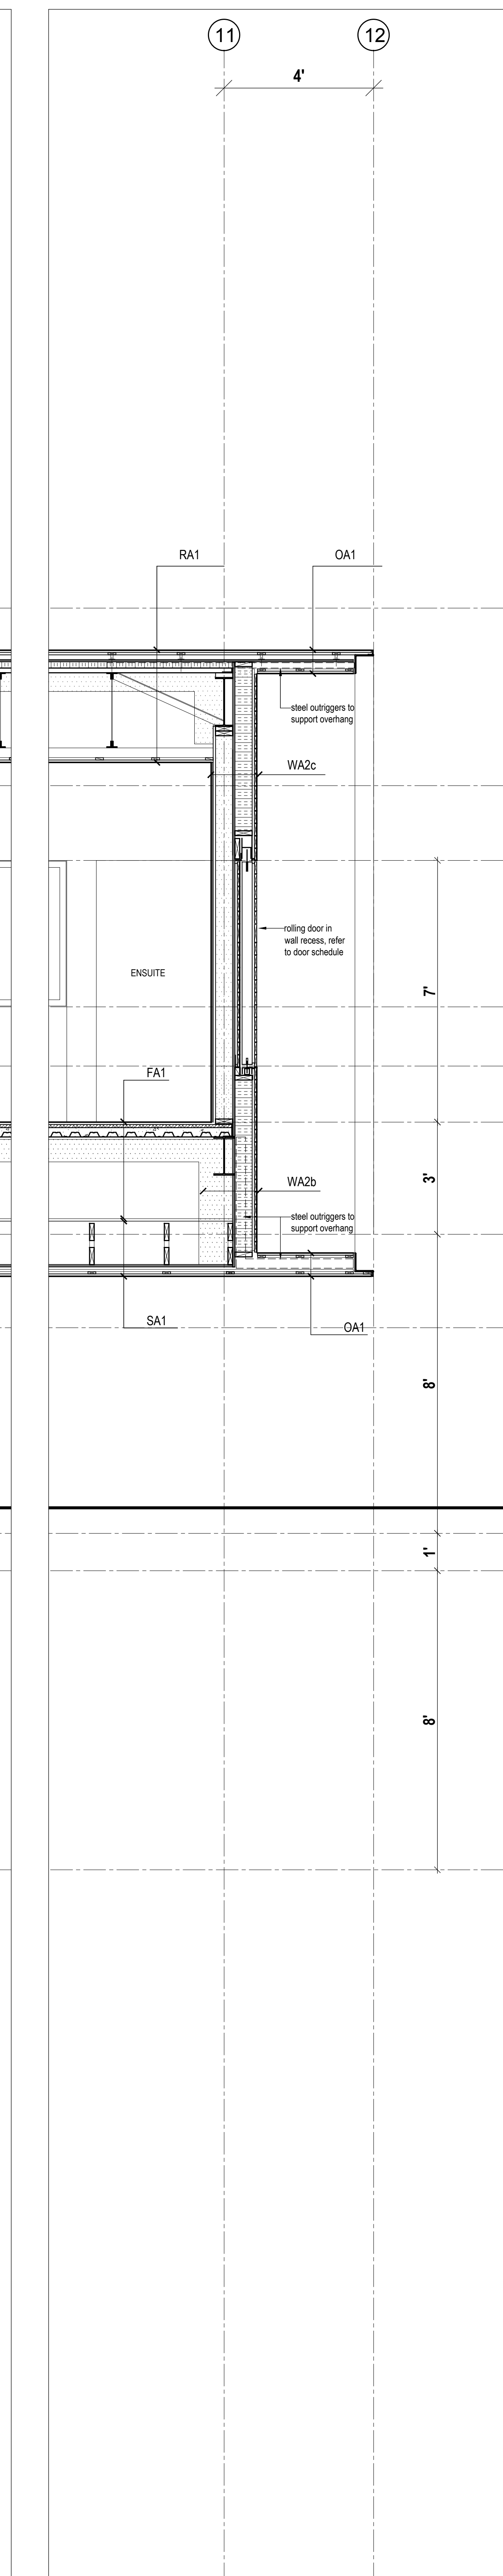 11
12
4'
RA1
OA1
steel outriggers to
support overhang
WA2c
7'
rolling door in
wall recess, refer
to door schedule
ENSUITE
FA1
3'
WA2b
steel outriggers to
support overhang
SA1
OA1
8'
1'
8'